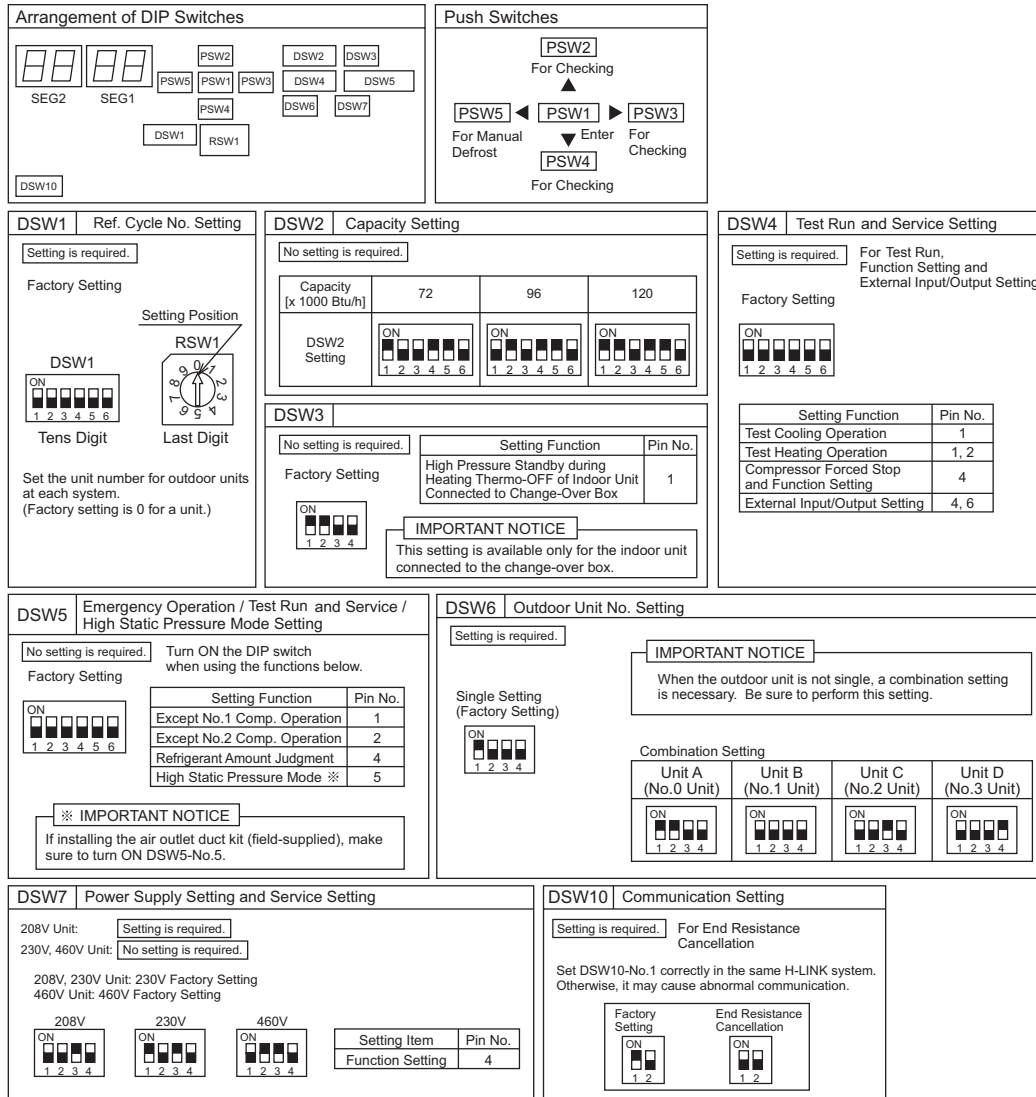 Arrangement of DIP Switches
SEG2 SEG1
PSW2
PSW5 PSW1 PSW3
PSW4
DSW2 DSW3
DSW4 DSW5
DSW6 DSW7
DSW1 RSW1
DSW10
Push Switches
PSW2
For Checking
PSW5 PSW1 PSW3
For Manual Defrost
Enter
For Checking
PSW4
For Checking
DSW1 Ref. Cycle No. Setting
Setting is required.
Factory Setting
Setting Position
DSW1 RSW1
ON
1 2 3 4 5 6
0 1 2 3 4 5 6 7 8 9
Tens Digit Last Digit
Set the unit number for outdoor units
at each system.
(Factory setting is 0 for a unit.)
DSW2 Capacity Setting
No setting is required.
Capacity
[x 1000 Btu/h] 72 96 120
DSW2
Setting
ON ON ON
1 2 3 4 5 6 1 2 3 4 5 6 1 2 3 4 5 6
DSW3
No setting is required.
Factory Setting
ON
1 2 3 4
Setting Function Pin No.
High Pressure Standby during
Heating Thermo-OFF of Indoor Unit 1
Connected to Change-Over Box
IMPORTANT NOTICE
This setting is available only for the indoor unit
connected to the change-over box.
DSW4 Test Run and Service Setting
Setting is required.
For Test Run,
Function Setting and
External Input/Output Setting
Factory Setting
ON
1 2 3 4 5 6
Setting Function Pin No.
Test Cooling Operation 1
Test Heating Operation 1, 2
Compressor Forced Stop
and Function Setting 4
External Input/Output Setting 4, 6
DSW5 Emergency Operation / Test Run and Service /
High Static Pressure Mode Setting
No setting is required.
Turn ON the DIP switch
when using the functions below.
Factory Setting
ON
1 2 3 4 5 6
Setting Function Pin No.
Except No.1 Comp. Operation 1
Except No.2 Comp. Operation 2
Refrigerant Amount Judgment 4
High Static Pressure Mode ※ 5
※ IMPORTANT NOTICE
If installing the air outlet duct kit (field-supplied), make
sure to turn ON DSW5-No.5.
DSW6 Outdoor Unit No. Setting
Setting is required.
IMPORTANT NOTICE
When the outdoor unit is not single, a combination setting
is necessary. Be sure to perform this setting.
Single Setting
(Factory Setting)
ON
1 2 3 4
Combination Setting
Unit A Unit B Unit C Unit D
(No.0 Unit) (No.1 Unit) (No.2 Unit) (No.3 Unit)
ON ON ON ON
1 2 3 4 1 2 3 4 1 2 3 4 1 2 3 4
DSW7 Power Supply Setting and Service Setting
208V Unit: Setting is required.
230V, 460V Unit: No setting is required.
208V, 230V Unit: 230V Factory Setting
460V Unit: 460V Factory Setting
208V 230V 460V
ON ON ON
1 2 3 4 1 2 3 4 1 2 3 4
Setting Item Pin No.
Function Setting 4
DSW10 Communication Setting
Setting is required.
For End Resistance
Cancellation
Set DSW10-No.1 correctly in the same H-LINK system.
Otherwise, it may cause abnormal communication.
Factory End Resistance
Setting Cancellation
ON ON
1 2 1 2